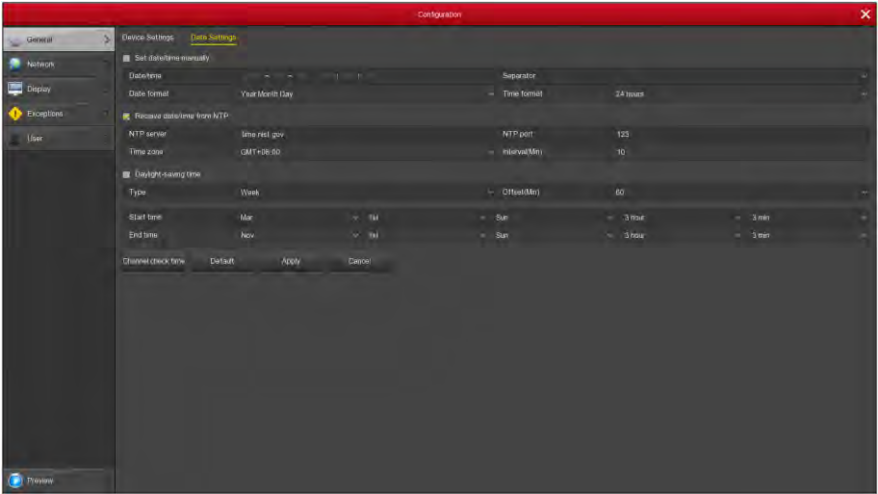 Configuration
General
Device Settings Date Settings
Set date/time manually
Network
Date/time Separator
Display
Date format Year Month Day Time format 24 hours
Exceptions
Receive date/time from NTP
User
NTP server time.nist.gov NTP port 123
Time zone Interval(Min) 10
Daylight-saving time
Type Week Offset(Min) 60
Start time Mar 1st Sun 3 hour 3 min
End time Nov 1st Sun 3 hour 3 min
Channel check time Default Apply Cancel
Preview